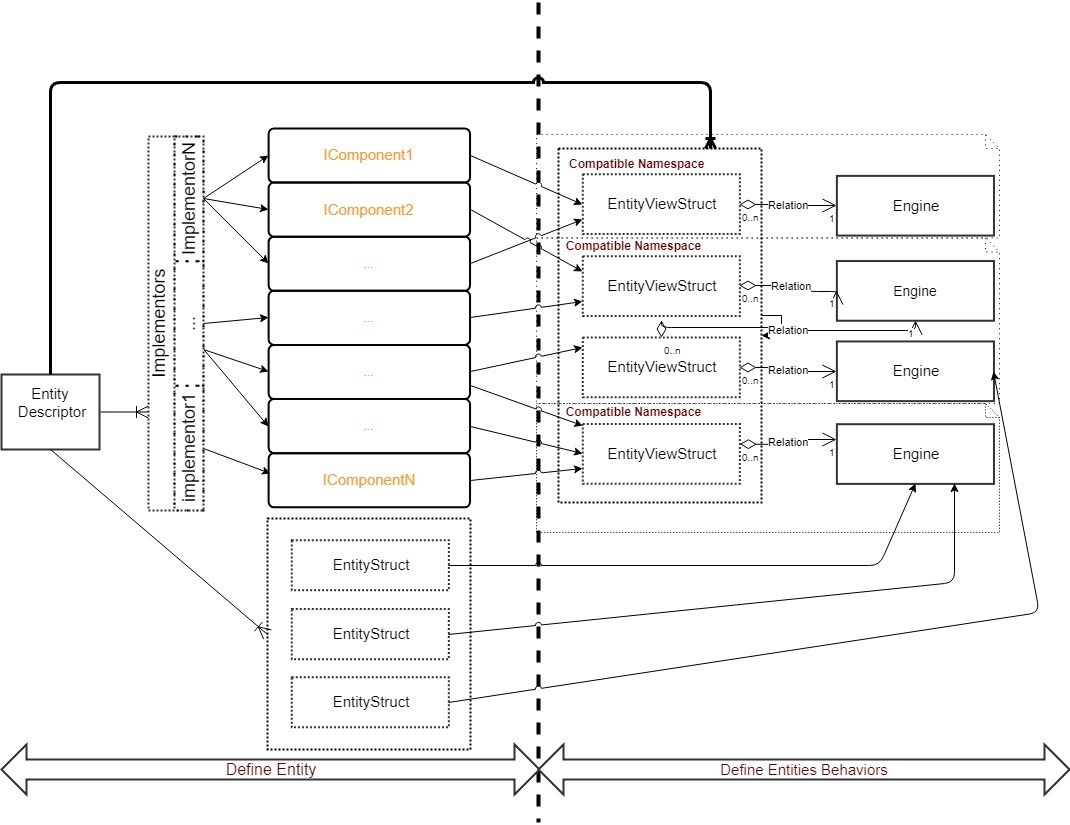 Entity
Descriptor
Implementors
ImplementorN
...
implementor1
IComponent1
IComponent2
...
...
...
...
IComponentN
EntityStruct
EntityStruct
EntityStruct
Compatible Namespace
EntityViewStruct
0..n
Relation
1
Engine
Compatible Namespace
EntityViewStruct
0..n
Relation
1
Engine
0..n
Relation
1
EntityViewStruct
0..n
Relation
1
Engine
Compatible Namespace
EntityViewStruct
0..n
Relation
1
Engine
Define Entity
Define Entities Behaviors